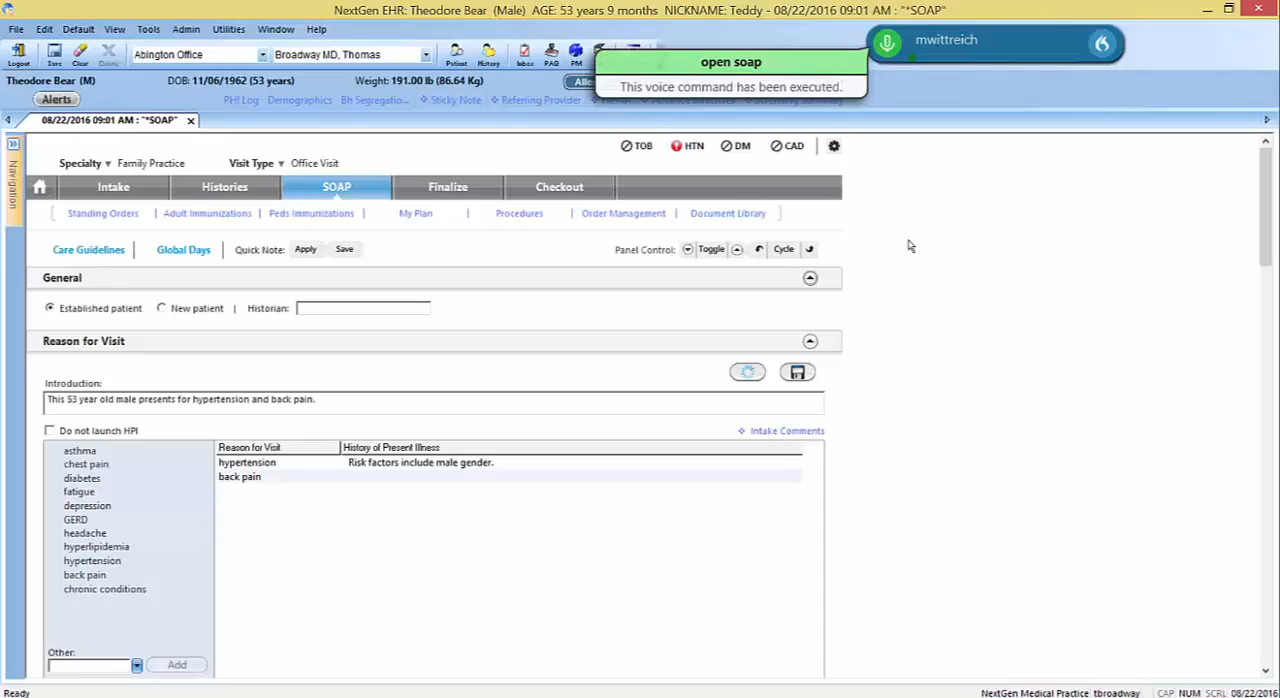 NextGen EHR: Theodore Bear (Male) AGE: 53 years 9 months NICKNAME: Teddy - 08/22/2016 09:01 AM : "*SOAP"
File Edit Default View Tools Admin Utilities Window Help
mwittreich
Abington Office Broadway MD, Thomas
Logout Save Clear Delete Patient History Inbox PAQ PM
open soap
This voice command has been executed.
Theodore Bear (M) DOB: 11/06/1962 (53 years) Weight: 191.00 lb (86.64 Kg)
Alerts PHI Log Demographics Bh Segregatio... Sticky Note Referring Provider
08/22/2016 09:01 AM : "*SOAP" x
Navigation
TOB HTN DM CAD
Specialty Family Practice Visit Type Office Visit
Intake Histories SOAP Finalize Checkout
[ Standing Orders | Adult Immunizations | Peds Immunizations | My Plan | Procedures | Order Management | Document Library ]
Care Guidelines | Global Days | Quick Note: Apply Save Panel Control: Toggle Cycle
General
Established patient New patient | Historian:
Reason for Visit
Introduction:
This 53 year old male presents for hypertension and back pain.
Do not launch HPI Intake Comments
Reason for Visit History of Present Illness
hypertension Risk factors include male gender.
back pain
asthma
chest pain
diabetes
fatigue
depression
GERD
headache
hyperlipidemia
hypertension
back pain
chronic conditions
Other:
Add
Ready NextGen Medical Practice tbroadway CAP NUM SCRL 08/22/2016